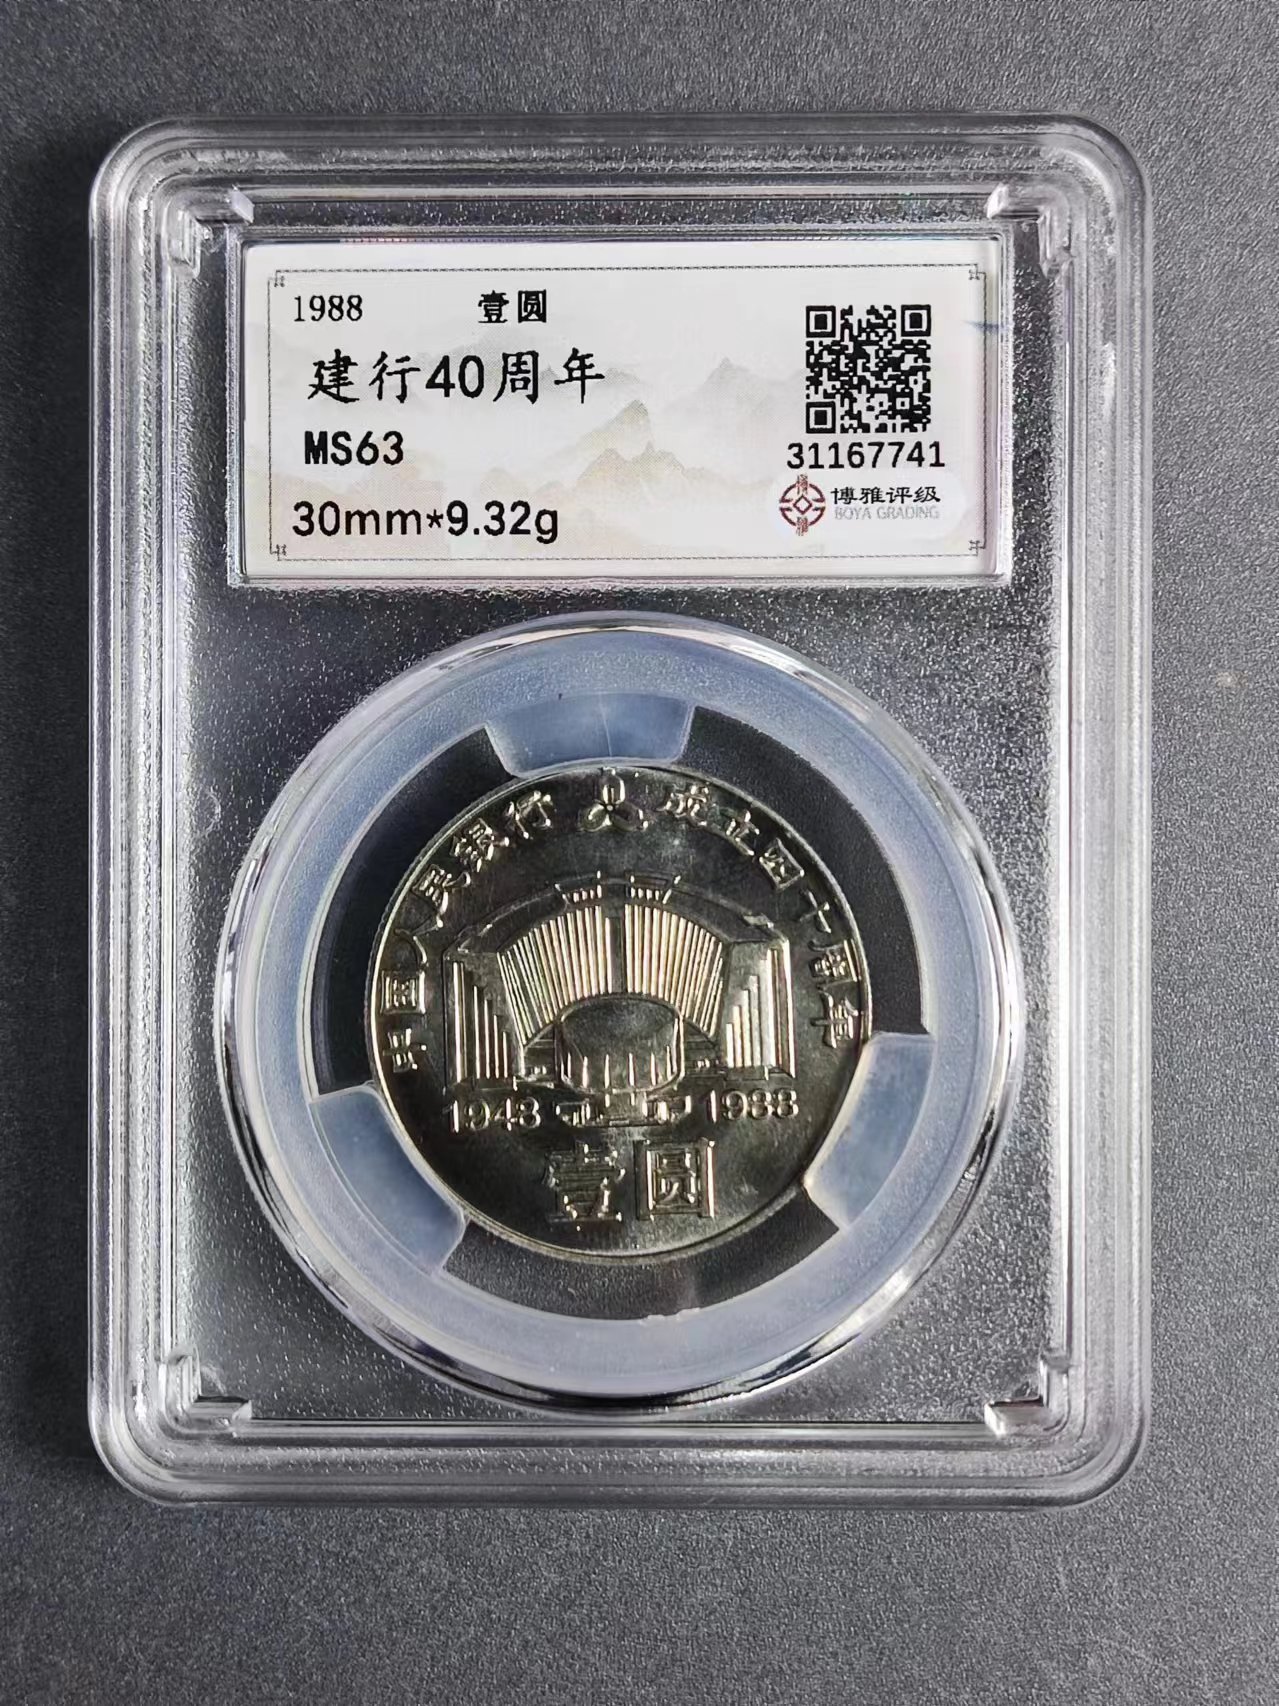 1988 壹圆
建行40周年
MS63
30mm*9.32g
31167741
博雅评级
BOYA GRADING
中国人民银行 成立四十周年
1948 1988
壹圆